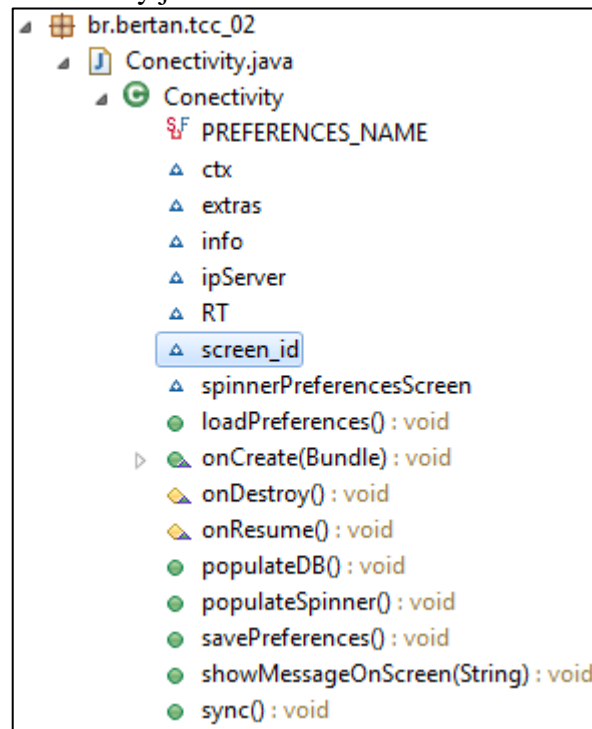 br.bertan.tcc_02
Conectivity.java
Conectivity
PREFERENCES_NAME
ctx
extras
info
ipServer
RT
screen_id
spinnerPreferencesScreen
loadPreferences() : void
onCreate(Bundle) : void
onDestroy() : void
onResume() : void
populateDB() : void
populateSpinner() : void
savePreferences() : void
showMessageOnScreen(String) : void
sync() : void